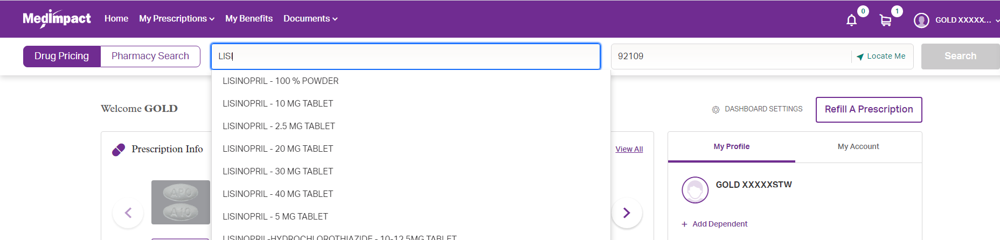 MedImpact Home My Prescriptions My Benefits Documents 0 1 GOLD XXXXX...
Drug Pricing Pharmacy Search LISI 92109 Locate Me Search
LISINOPRIL - 100 % POWDER
LISINOPRIL - 10 MG TABLET
Welcome GOLD DASHBOARD SETTINGS Refill A Prescription
LISINOPRIL - 2.5 MG TABLET
Prescription Info LISINOPRIL - 20 MG TABLET View All My Profile My Account
LISINOPRIL - 30 MG TABLET
GOLD XXXXXSTW
APO LISINOPRIL - 40 MG TABLET
A10 LISINOPRIL - 5 MG TABLET
+ Add Dependent
LISINOPRIL-HYDROCHLOROTHIAZIDE - 10-12.5MG TABLET